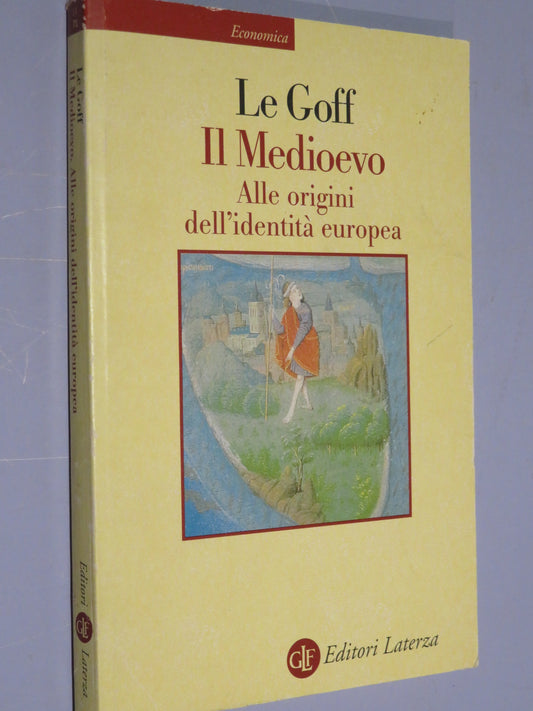 Economica
Le Goff
Il Medioevo
Alle origini
dell'identità europea
GLF Editori Laterza
Le Goff
Il Medioevo. Alle origini dell'identità europea
Editori GLF Laterza